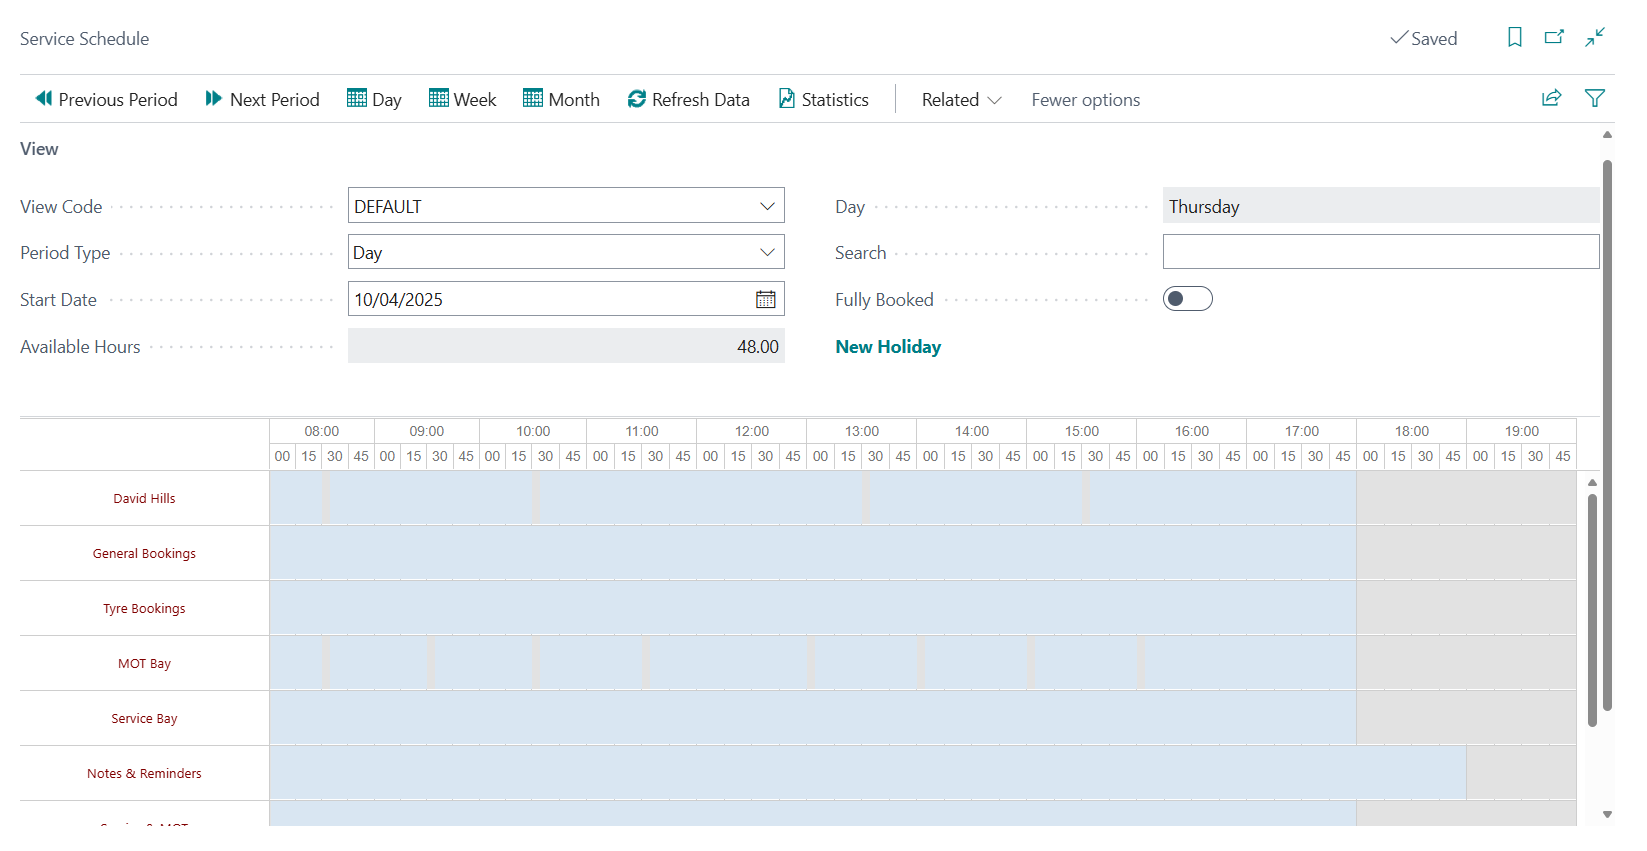 Service Schedule
Saved
Previous Period Next Period Day Week Month Refresh Data Statistics Related Fewer options
View
View Code DEFAULT Day Thursday
Period Type Day Search
Start Date 10/04/2025 Fully Booked
Available Hours 48.00 New Holiday
08:00 09:00 10:00 11:00 12:00 13:00 14:00 15:00 16:00 17:00 18:00 19:00
00 15 30 45 00 15 30 45 00 15 30 45 00 15 30 45 00 15 30 45 00 15 30 45 00 15 30 45 00 15 30 45 00 15 30 45 00 15 30 45 00 15 30 45 00 15 30 45
David Hills
General Bookings
Tyre Bookings
MOT Bay
Service Bay
Notes & Reminders